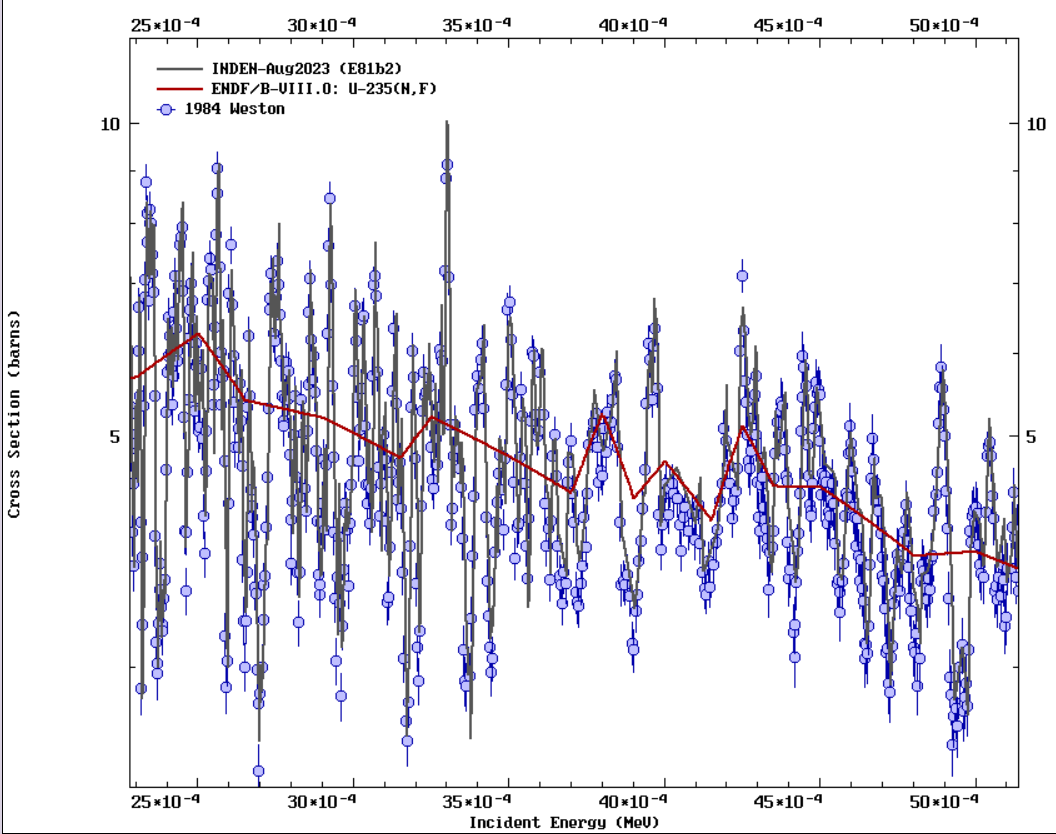 25*10-4 30*10-4 35*10-4 40*10-4 45*10-4 50*10-4
INDEN-Aug2023 (E81b2)
ENDF/B-VIII.0: U-235(N,F)
1984 Weston
10 10
5 5
Cross Section (barns)
25*10-4 30*10-4 35*10-4 40*10-4 45*10-4 50*10-4
Incident Energy (MeV)